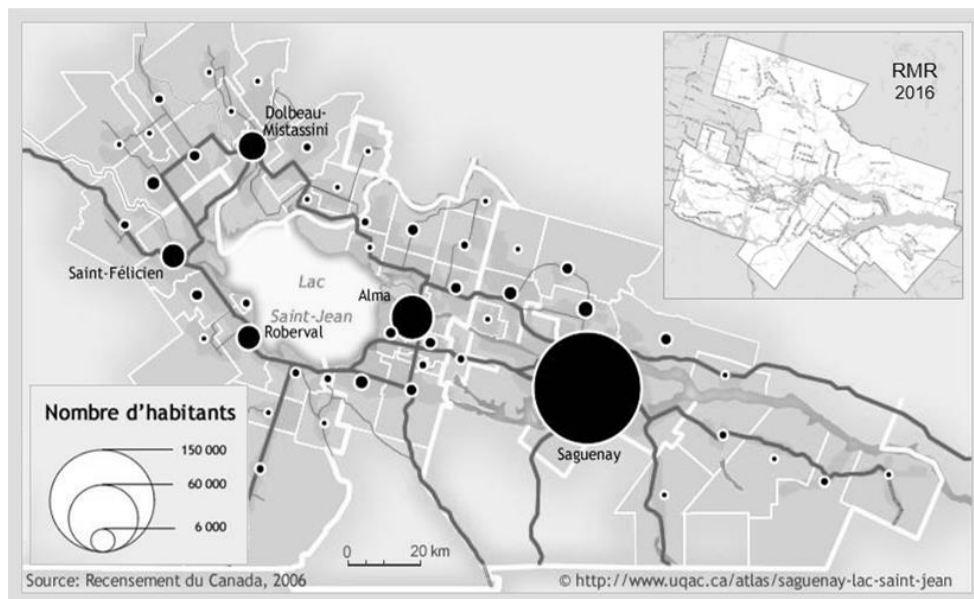 RMR
2016
Dolbeau-
Mistassini
Saint-Félicien
Lac
Saint-Jean
Alma
Roberval
Saguenay
Nombre d'habitants
150 000
60 000
6 000
0 20 km
Source: Recensement du Canada, 2006
© http://www.uqac.ca/atlas/saguenay-lac-saint-jean